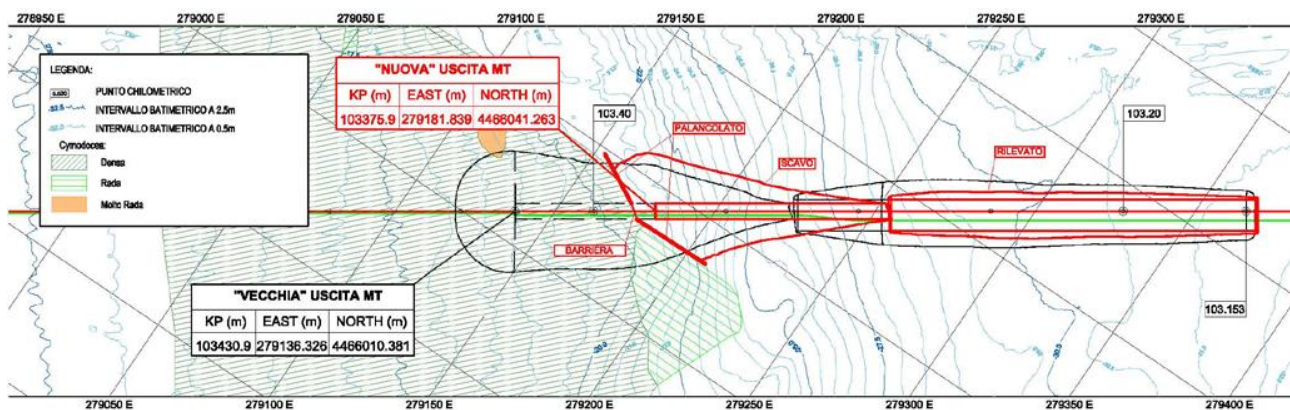 278950 E 279000 E 279050 E 279100 E 279150 E 279200 E 279250 E 279300 E
LEGENDA:
PUNTO CHILOMETRICO
INTERVALLO BATIMETRICO A 2.5m
INTERVALLO BATIMETRICO A 0.5m
Cymodocea:
Densa
Rada
Molto Rada
"NUOVA" USCITA MT
KP (m) EAST (m) NORTH (m)
103375.9 279181.839 4466041.263
103.40
PALANCOLATO
SCAVO
103.20
RILEVATO
BARRIERA
"VECCHIA" USCITA MT
KP (m) EAST (m) NORTH (m)
103430.9 279136.326 4466010.381
103.153
279050 E 279100 E 279150 E 279200 E 279250 E 279300 E 279350 E 279400 E